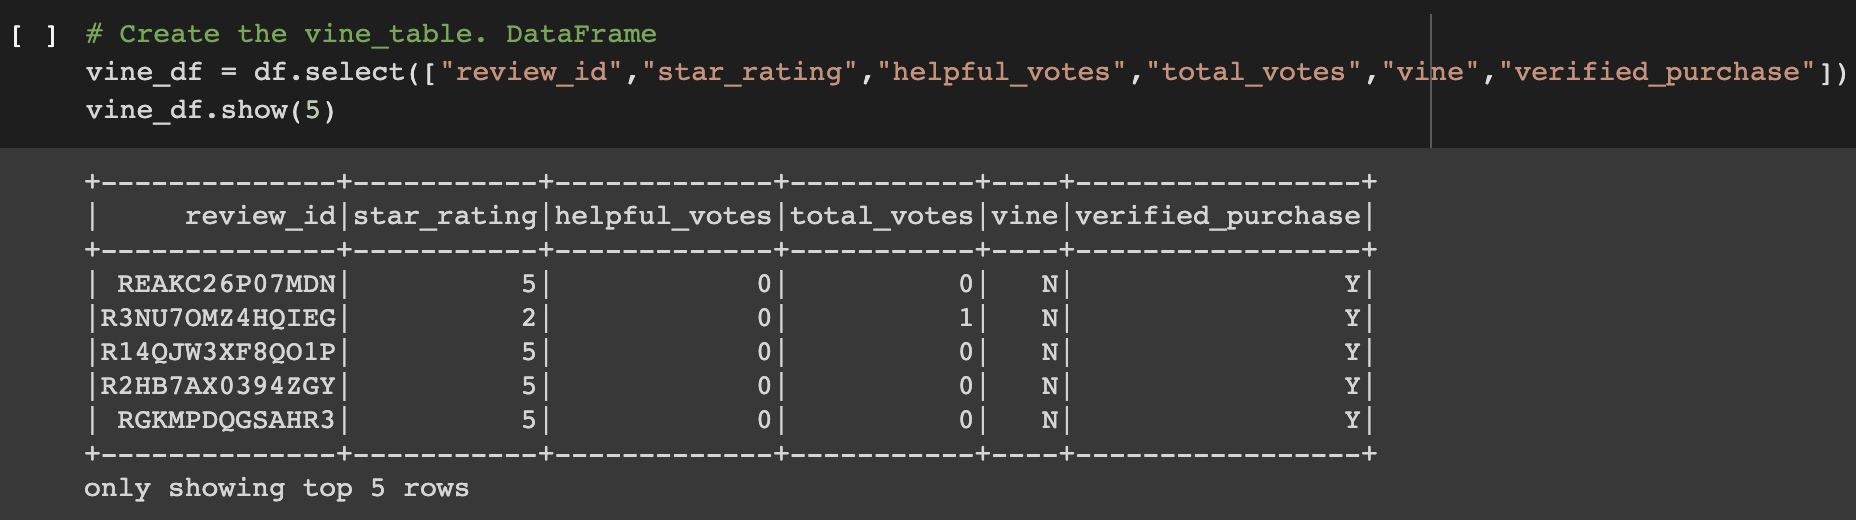 [ ] # Create the vine_table. DataFrame
vine_df = df.select(["review_id","star_rating","helpful_votes","total_votes","vine","verified_purchase"])
vine_df.show(5)
+--------------+-----------+-------------+-----------+----+-----------------+
|     review_id|star_rating|helpful_votes|total_votes|vine|verified_purchase|
+--------------+-----------+-------------+-----------+----+-----------------+
| REAKC26P07MDN|          5|            0|          0|   N|                Y|
|R3NU7OMZ4HQIEG|          2|            0|          1|   N|                Y|
|R14QJW3XF8QO1P|          5|            0|          0|   N|                Y|
|R2HB7AX0394ZGY|          5|            0|          0|   N|                Y|
| RGKMPDQGSAHR3|          5|            0|          0|   N|                Y|
+--------------+-----------+-------------+-----------+----+-----------------+
only showing top 5 rows